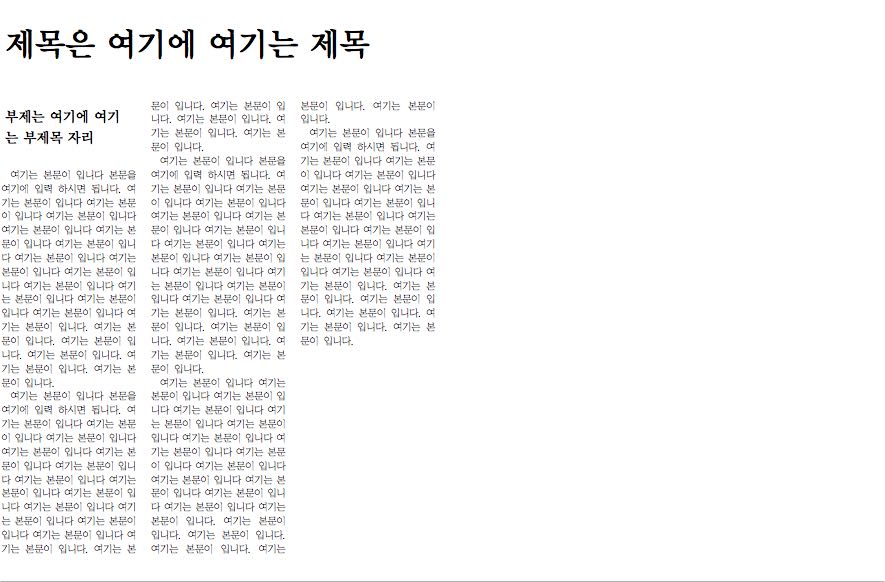 제목은 여기에 여기는 제목
부제는 여기에 여기
는 부제목 자리
여기는 본문이 입니다 본문을
여기에 입력 하시면 됩니다. 여
기는 본문이 입니다 여기는 본문
이 입니다 여기는 본문이 입니다
여기는 본문이 입니다 여기는 본
문이 입니다 여기는 본문이 입니
다 여기는 본문이 입니다 여기는
본문이 입니다 여기는 본문이 입
니다 여기는 본문이 입니다 여기
는 본문이 입니다 여기는 본문이
입니다 여기는 본문이 입니다 여
기는 본문이 입니다. 여기는 본
문이 입니다. 여기는 본문이 입
니다. 여기는 본문이 입니다. 여
기는 본문이 입니다. 여기는 본
문이 입니다.
여기는 본문이 입니다 본문을
여기에 입력 하시면 됩니다. 여
기는 본문이 입니다 여기는 본문
이 입니다 여기는 본문이 입니다
여기는 본문이 입니다 여기는 본
문이 입니다 여기는 본문이 입니
다 여기는 본문이 입니다 여기는
본문이 입니다 여기는 본문이 입
니다 여기는 본문이 입니다 여기
는 본문이 입니다 여기는 본문이
입니다 여기는 본문이 입니다 여
기는 본문이 입니다. 여기는 본
문이 입니다. 여기는 본문이 입
니다. 여기는 본문이 입니다. 여
기는 본문이 입니다. 여기는 본
문이 입니다.
여기는 본문이 입니다 본문을
여기에 입력 하시면 됩니다. 여
기는 본문이 입니다 여기는 본문
이 입니다 여기는 본문이 입니다
여기는 본문이 입니다 여기는 본
문이 입니다 여기는 본문이 입니
다 여기는 본문이 입니다 여기는
본문이 입니다 여기는 본문이 입
니다 여기는 본문이 입니다 여기
는 본문이 입니다 여기는 본문이
입니다 여기는 본문이 입니다 여
기는 본문이 입니다. 여기는 본
문이 입니다. 여기는 본문이 입
니다. 여기는 본문이 입니다. 여
기는 본문이 입니다. 여기는 본
문이 입니다.
여기는 본문이 입니다 여기는
본문이 입니다 여기는 본문이 입
니다 여기는 본문이 입니다 여기
는 본문이 입니다 여기는 본문이
입니다 여기는 본문이 입니다 여
기는 본문이 입니다 여기는 본문
이 입니다 여기는 본문이 입니다
여기는 본문이 입니다 여기는 본
문이 입니다 여기는 본문이 입니
다 여기는 본문이 입니다 여기는
본문이 입니다. 여기는 본문이
입니다. 여기는 본문이 입니다.
여기는 본문이 입니다. 여기는
본문이 입니다. 여기는 본문이
입니다.
여기는 본문이 입니다 본문을
여기에 입력 하시면 됩니다. 여
기는 본문이 입니다 여기는 본문
이 입니다 여기는 본문이 입니다
여기는 본문이 입니다 여기는 본
문이 입니다 여기는 본문이 입니
다 여기는 본문이 입니다 여기는
본문이 입니다 여기는 본문이 입
니다 여기는 본문이 입니다 여기
는 본문이 입니다 여기는 본문이
입니다 여기는 본문이 입니다 여
기는 본문이 입니다. 여기는 본
문이 입니다. 여기는 본문이 입
니다. 여기는 본문이 입니다. 여
기는 본문이 입니다. 여기는 본
문이 입니다.